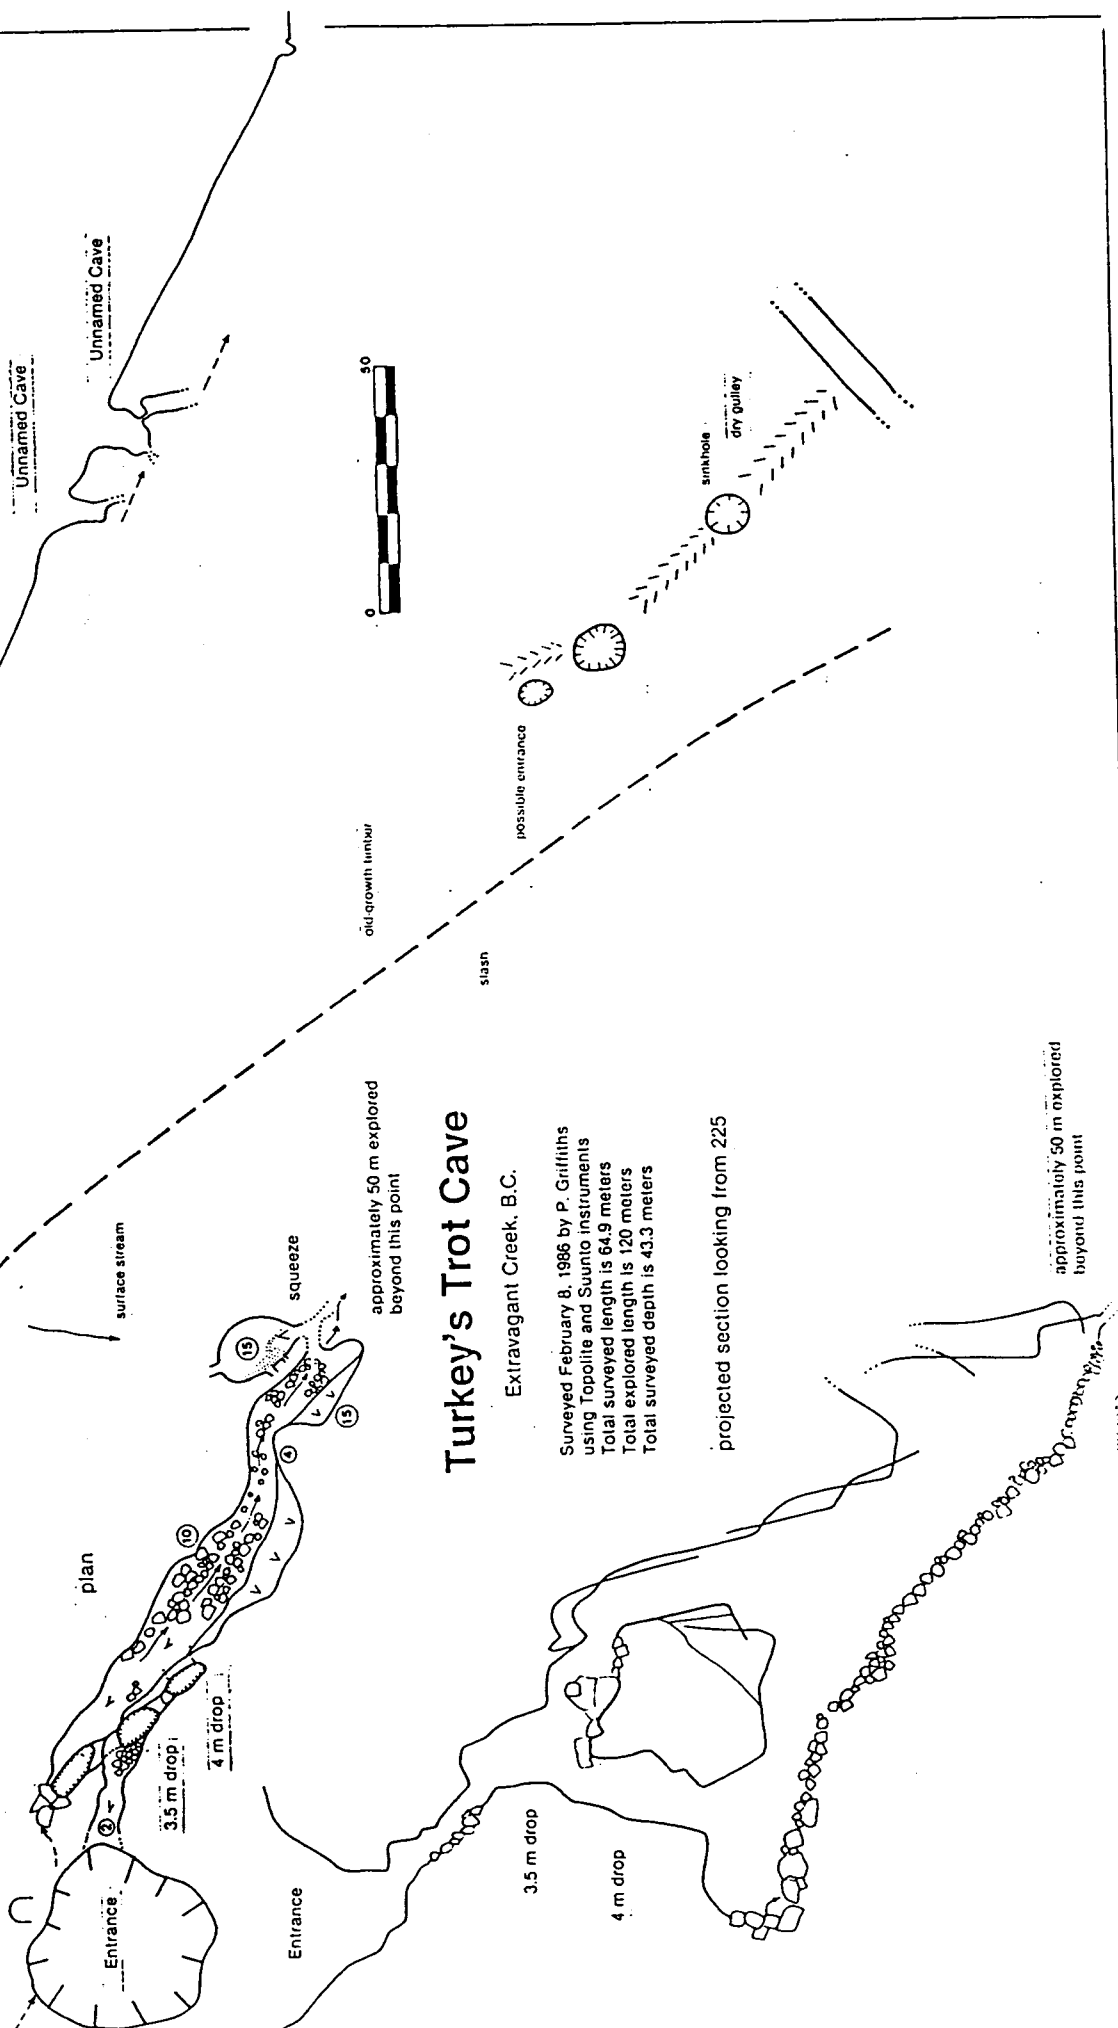 Turkey's Trot Cave
Extravagant Creek, B.C.
Surveyed February 8, 1986 by P. Griffiths
using Topolite and Suunto instruments
Total surveyed length is 64.9 meters
Total explored length is 120 meters
Total surveyed depth is 43.3 meters
projected section looking from 225
plan
Entrance
2
3.5 m drop
4 m drop
10
4
15
15
squeeze
approximately 50 m explored
beyond this point
surface stream
Entrance
3.5 m drop
4 m drop
approximately 50 m explored
beyond this point
old-growth timber
slash
possible entrance
sinkhole
dry gulley
0
50
Unnamed Cave
Unnamed Cave